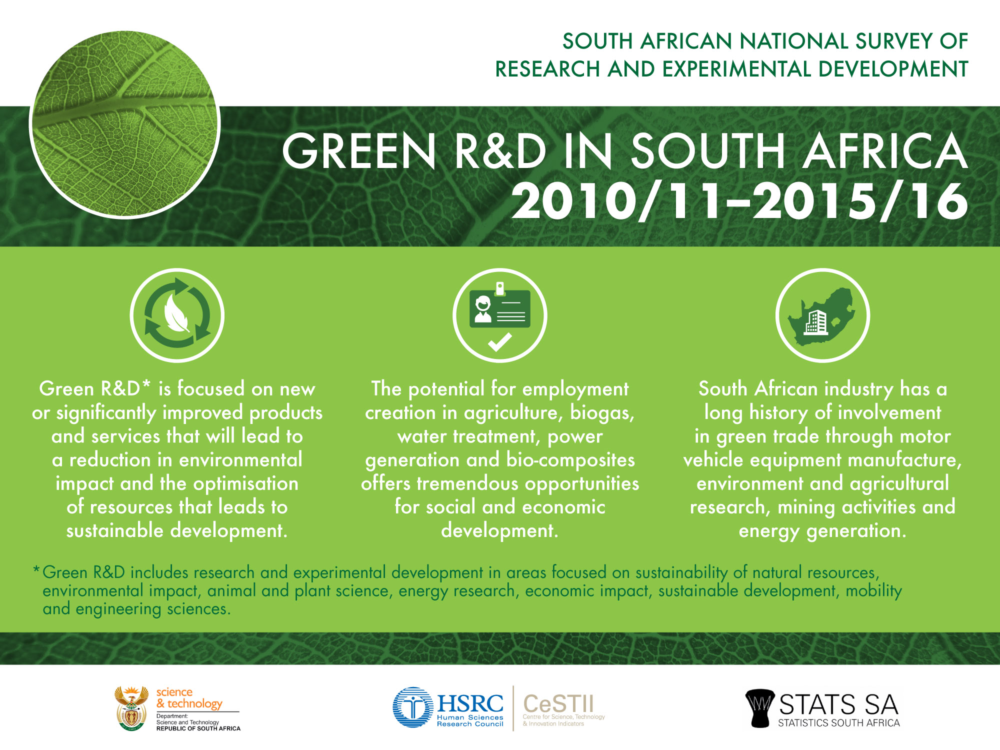 SOUTH AFRICAN NATIONAL SURVEY OF
RESEARCH AND EXPERIMENTAL DEVELOPMENT
GREEN R&D IN SOUTH AFRICA
2010/11–2015/16
Green R&D* is focused on new
or significantly improved products
and services that will lead to
a reduction in environmental
impact and the optimisation
of resources that leads to
sustainable development.
The potential for employment
creation in agriculture, biogas,
water treatment, power
generation and bio-composites
offers tremendous opportunities
for social and economic
development.
South African industry has a
long history of involvement
in green trade through motor
vehicle equipment manufacture,
environment and agricultural
research, mining activities and
energy generation.
* Green R&D includes research and experimental development in areas focused on sustainability of natural resources,
environmental impact, animal and plant science, energy research, economic impact, sustainable development, mobility
and engineering sciences.
science
& technology
Department:
Science and Technology
REPUBLIC OF SOUTH AFRICA
HSRC
Human Sciences
Research Council
CeSTII
Centre for Science, Technology
& Innovation Indicators
STATS SA
STATISTICS SOUTH AFRICA